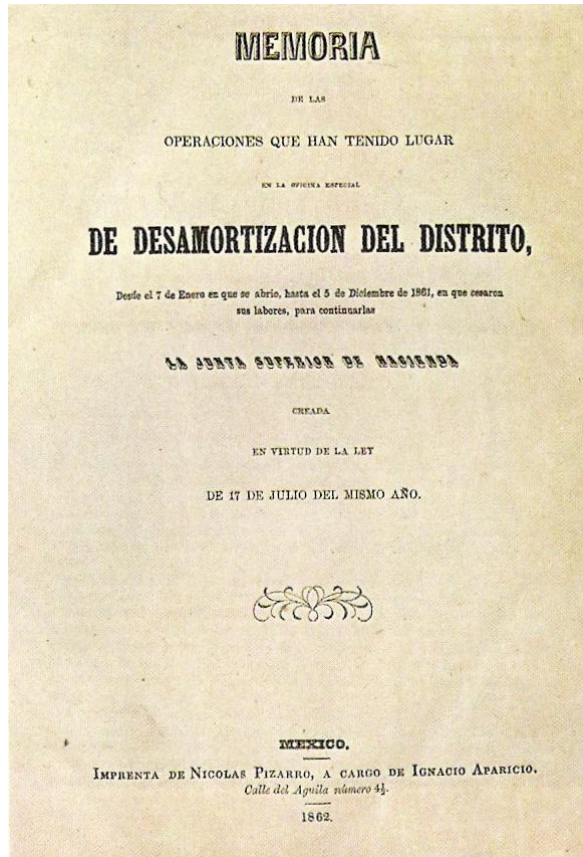 MEMORIA
DE LAS
OPERACIONES QUE HAN TENIDO LUGAR
EN LA OFICINA ESPECIAL
DE DESAMORTIZACION DEL DISTRITO,
Desde el 7 de Enero en que se abrio, hasta el 5 de Diciembre de 1861, en que cesaron
sus labores, para continuarlas
LA JUNTA SUPERIOR DE HACIENDA
CREADA
EN VIRTUD DE LA LEY
DE 17 DE JULIO DEL MISMO AÑO.
MEXICO.
IMPRENTA DE NICOLAS PIZARRO, A CARGO DE IGNACIO APARICIO.
Calle del Aguila número 4½.
1862.